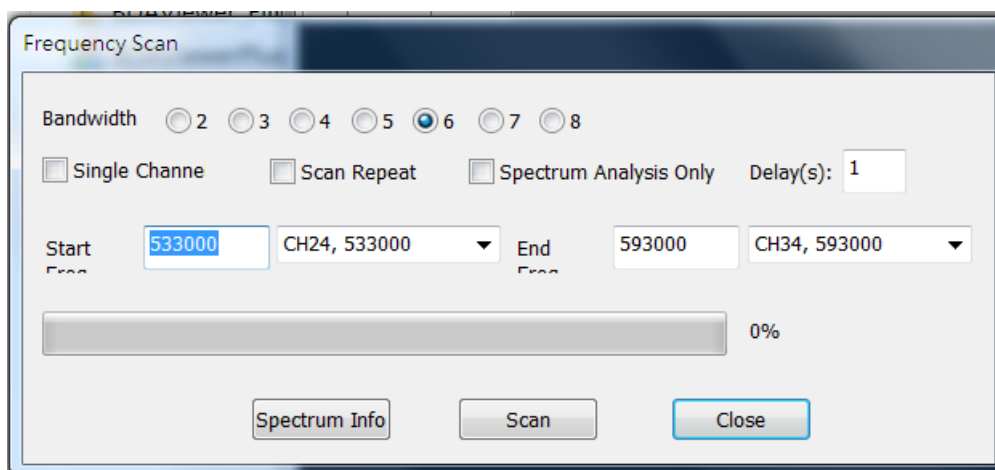 Frequency Scan
Bandwidth 2 3 4 5 6 7 8
Single Channe Scan Repeat Spectrum Analysis Only Delay(s): 1
Start 533000 CH24, 533000 End 593000 CH34, 593000
0%
Spectrum Info Scan Close